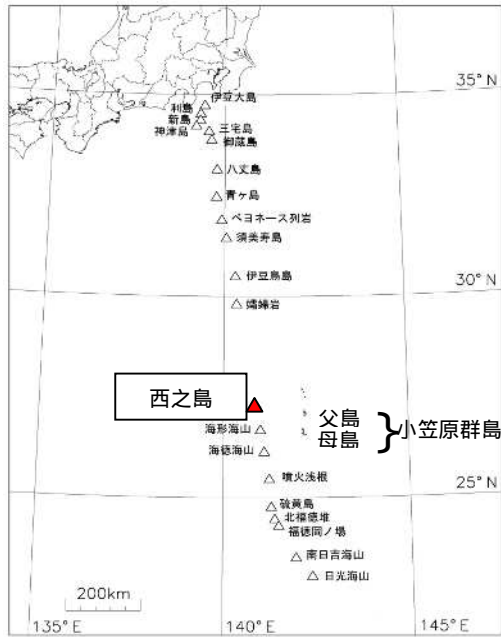 35°N
伊豆大島
利島
新島
神津島
三宅島
御蔵島
八丈島
青ヶ島
ベヨネース列岩
須美寿島
伊豆鳥島
30°N
孀婦岩
西之島
父島
母島
小笠原群島
海形海山
海徳海山
噴火浅根
25°N
硫黄島
北福徳堆
福徳岡ノ場
南日吉海山
日光海山
200km
135°E
140°E
145°E